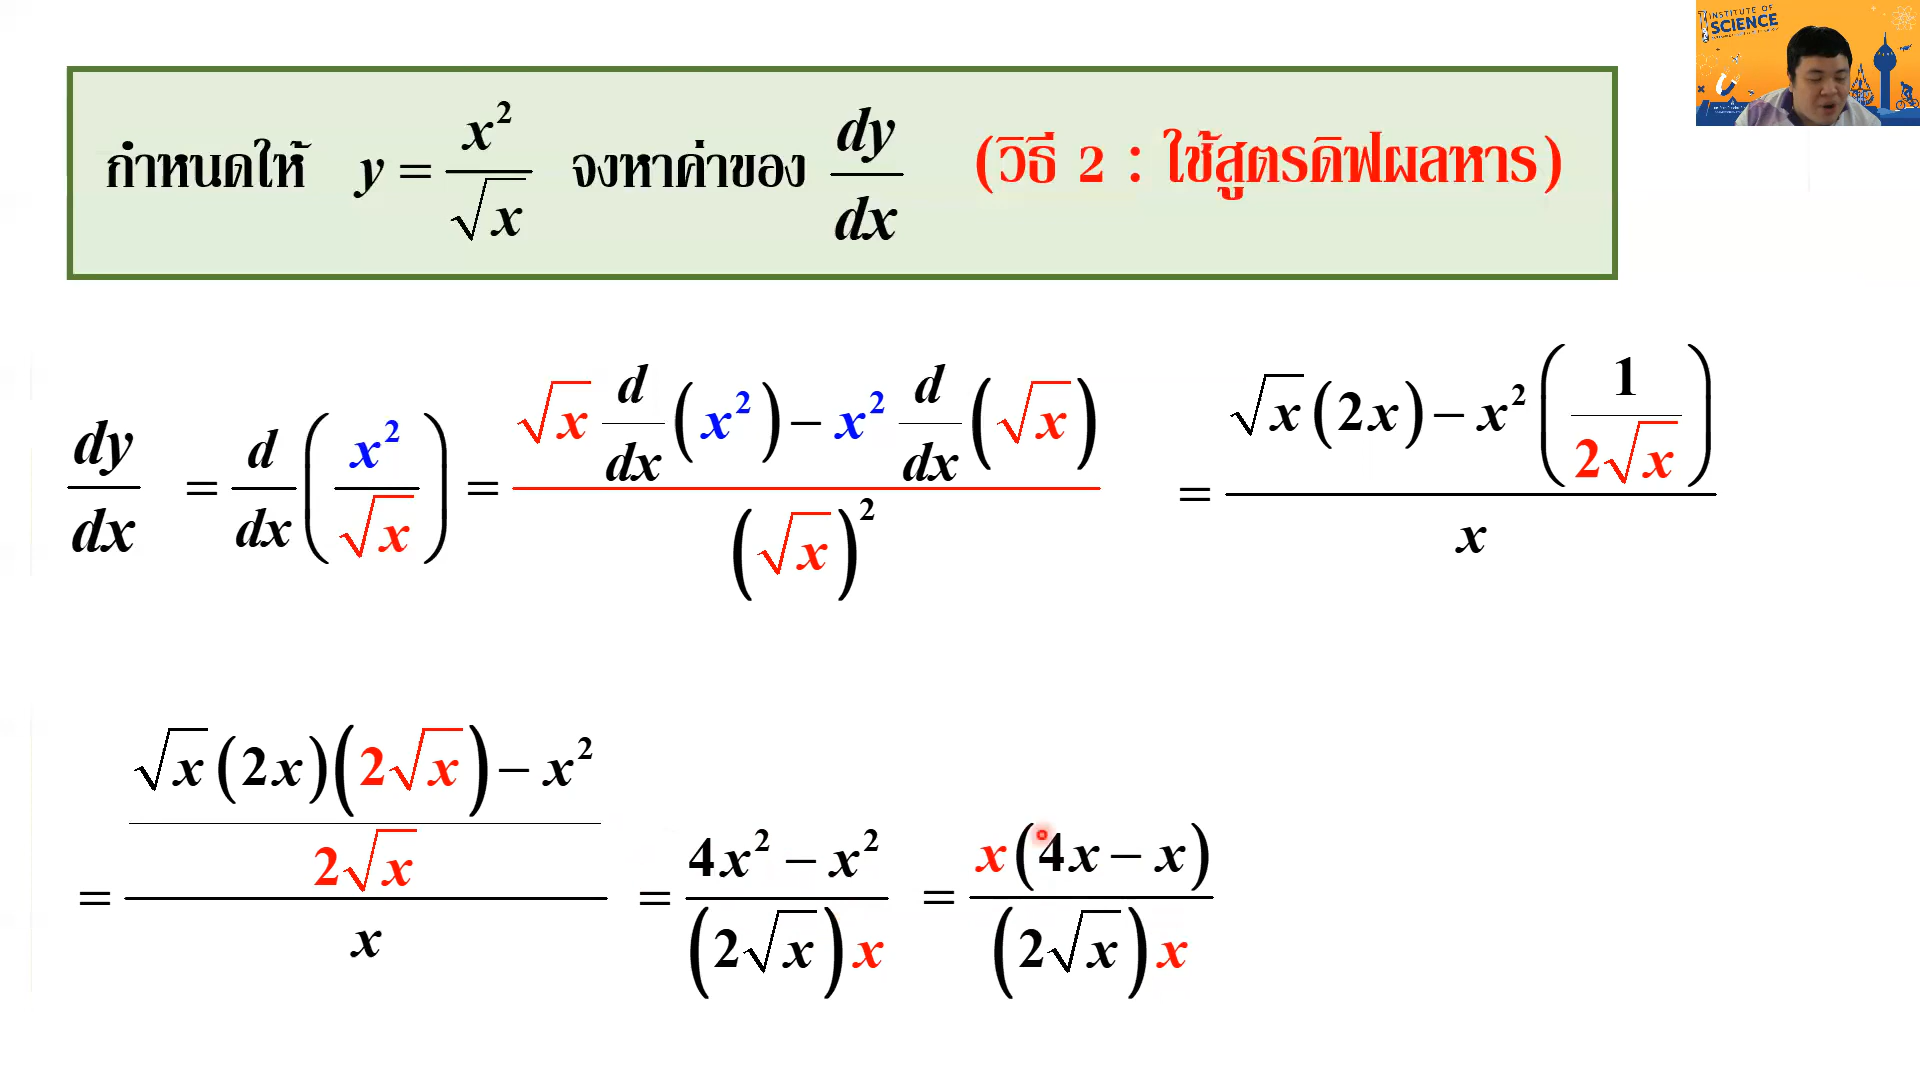 INSTITUTE OF
SCIENCE
กำหนดให้ y = x²/√x จงหาค่าของ dy/dx (วิธี 2 : ใช้สูตรดิฟผลหาร)
dy/dx = d/dx (x²/√x) = (√x d/dx (x²) − x² d/dx (√x)) / (√x)² = (√x (2x) − x² (1/(2√x))) / x
= ((√x (2x)(2√x) − x²) / (2√x)) / x = (4x² − x²) / ((2√x) x) = x(4x − x) / ((2√x) x)